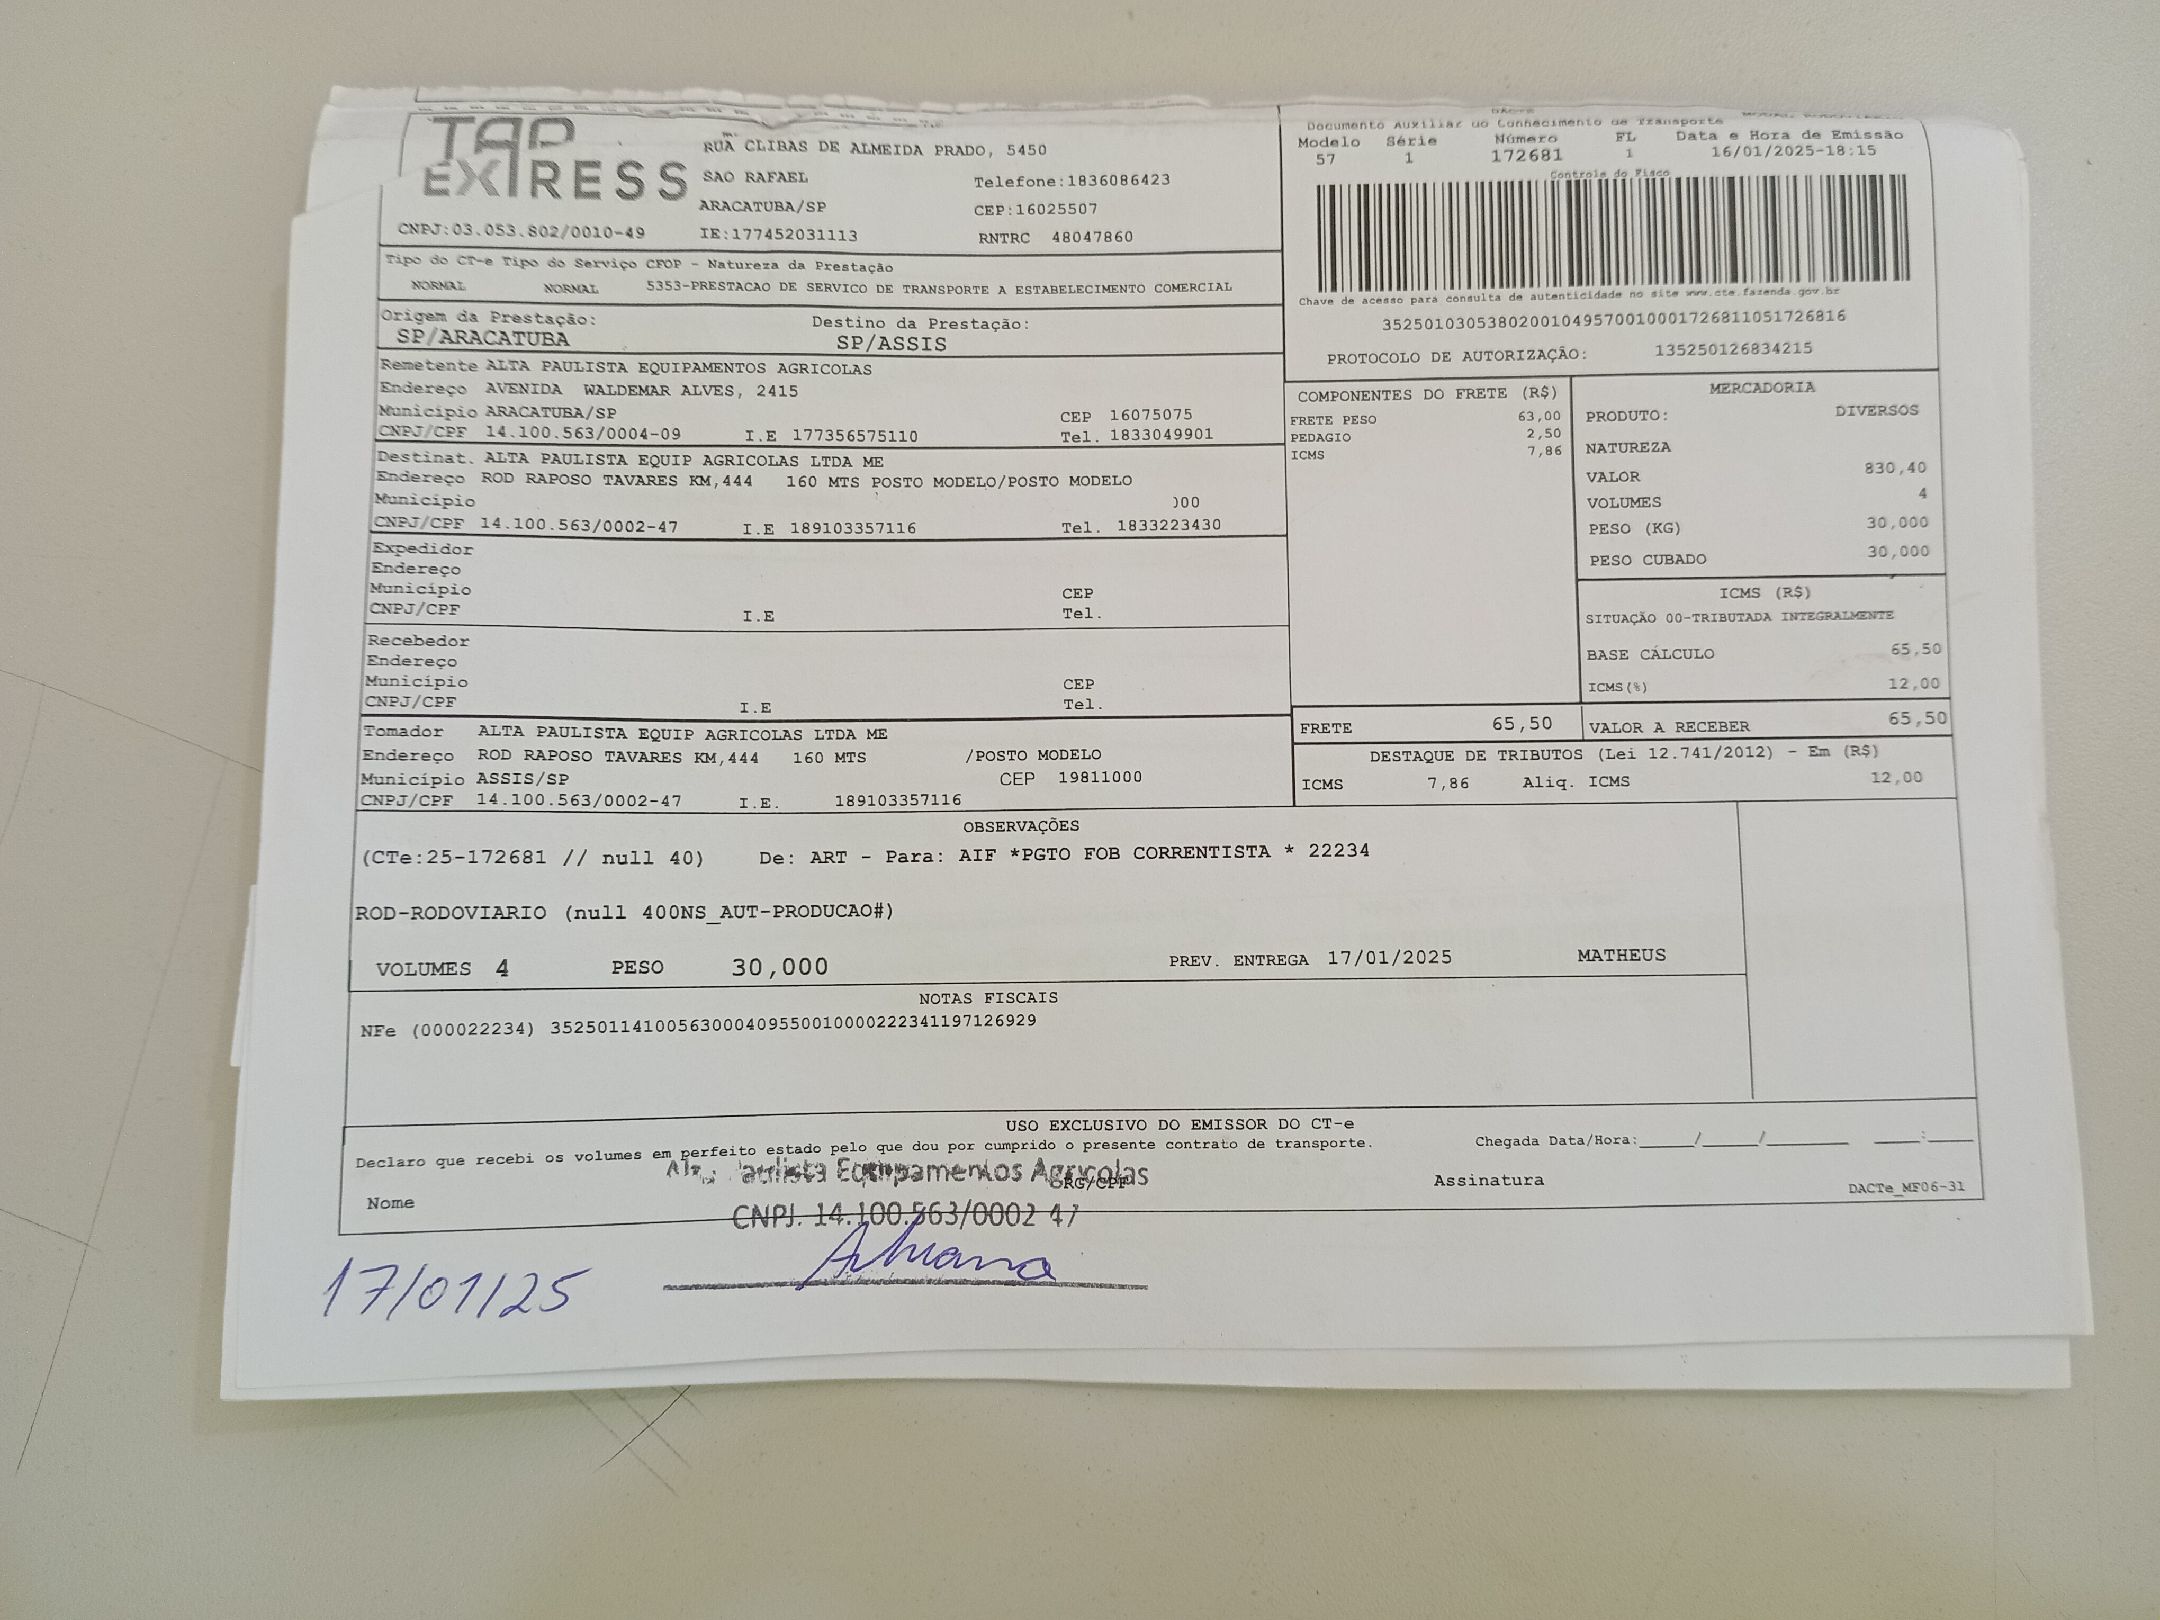 TAP EXPRESS
RUA CLIBAS DE ALMEIDA PRADO, 5450
SAO RAFAEL Telefone:1836086423
ARACATUBA/SP CEP:16025507
CNPJ:03.053.802/0010-49 IE:177452031113 RNTRC 48047860
Documento Auxiliar do Conhecimento de Transporte
Modelo Série Número FL Data e Hora de Emissão
57 1 172681 1 16/01/2025-18:15
Controle do Fisco
Chave de acesso para consulta de autenticidade no site www.cte.fazenda.gov.br
35250103053802001049570010001726811051726816
PROTOCOLO DE AUTORIZAÇÃO: 135250126834215
Tipo do CT-e Tipo do Serviço CFOP - Natureza da Prestação
NORMAL NORMAL 5353-PRESTACAO DE SERVICO DE TRANSPORTE A ESTABELECIMENTO COMERCIAL
Origem da Prestação: Destino da Prestação:
SP/ARACATUBA SP/ASSIS
Remetente ALTA PAULISTA EQUIPAMENTOS AGRICOLAS
Endereço AVENIDA WALDEMAR ALVES, 2415
Município ARACATUBA/SP CEP 16075075
CNPJ/CPF 14.100.563/0004-09 I.E 177356575110 Tel. 1833049901
Destinat. ALTA PAULISTA EQUIP AGRICOLAS LTDA ME
Endereço ROD RAPOSO TAVARES KM,444 160 MTS POSTO MODELO/POSTO MODELO
Município 000
CNPJ/CPF 14.100.563/0002-47 I.E 189103357116 Tel. 1833223430
Expedidor
Endereço
Município CEP
CNPJ/CPF I.E Tel.
Recebedor
Endereço
Município CEP
CNPJ/CPF I.E Tel.
Tomador ALTA PAULISTA EQUIP AGRICOLAS LTDA ME
Endereço ROD RAPOSO TAVARES KM,444 160 MTS /POSTO MODELO
Município ASSIS/SP CEP 19811000
CNPJ/CPF 14.100.563/0002-47 I.E. 189103357116
COMPONENTES DO FRETE (R$)
FRETE PESO 63,00
PEDAGIO 2,50
ICMS 7,86
MERCADORIA
PRODUTO: DIVERSOS
NATUREZA
VALOR 830,40
VOLUMES 4
PESO (KG) 30,000
PESO CUBADO 30,000
ICMS (R$)
SITUAÇÃO 00-TRIBUTADA INTEGRALMENTE
BASE CÁLCULO 65,50
ICMS(%) 12,00
FRETE 65,50 VALOR A RECEBER 65,50
DESTAQUE DE TRIBUTOS (Lei 12.741/2012) - Em (R$)
ICMS 7,86 Aliq. ICMS 12,00
OBSERVAÇÕES
(CTe:25-172681 // null 40) De: ART - Para: AIF *PGTO FOB CORRENTISTA * 22234
ROD-RODOVIARIO (null 400NS_AUT-PRODUCAO#)
VOLUMES 4 PESO 30,000 PREV. ENTREGA 17/01/2025 MATHEUS
NOTAS FISCAIS
NFe (000022234) 35250114100563000409550010000222341197126929
USO EXCLUSIVO DO EMISSOR DO CT-e
Declaro que recebi os volumes em perfeito estado pelo que dou por cumprido o presente contrato de transporte. Chegada Data/Hora:____/____/______ ___:___
Nome RG/CPF Assinatura DACTe_MF06-31
Equipamentos Agricolas
CNPJ. 14.100.563/0002 47
17/01/25